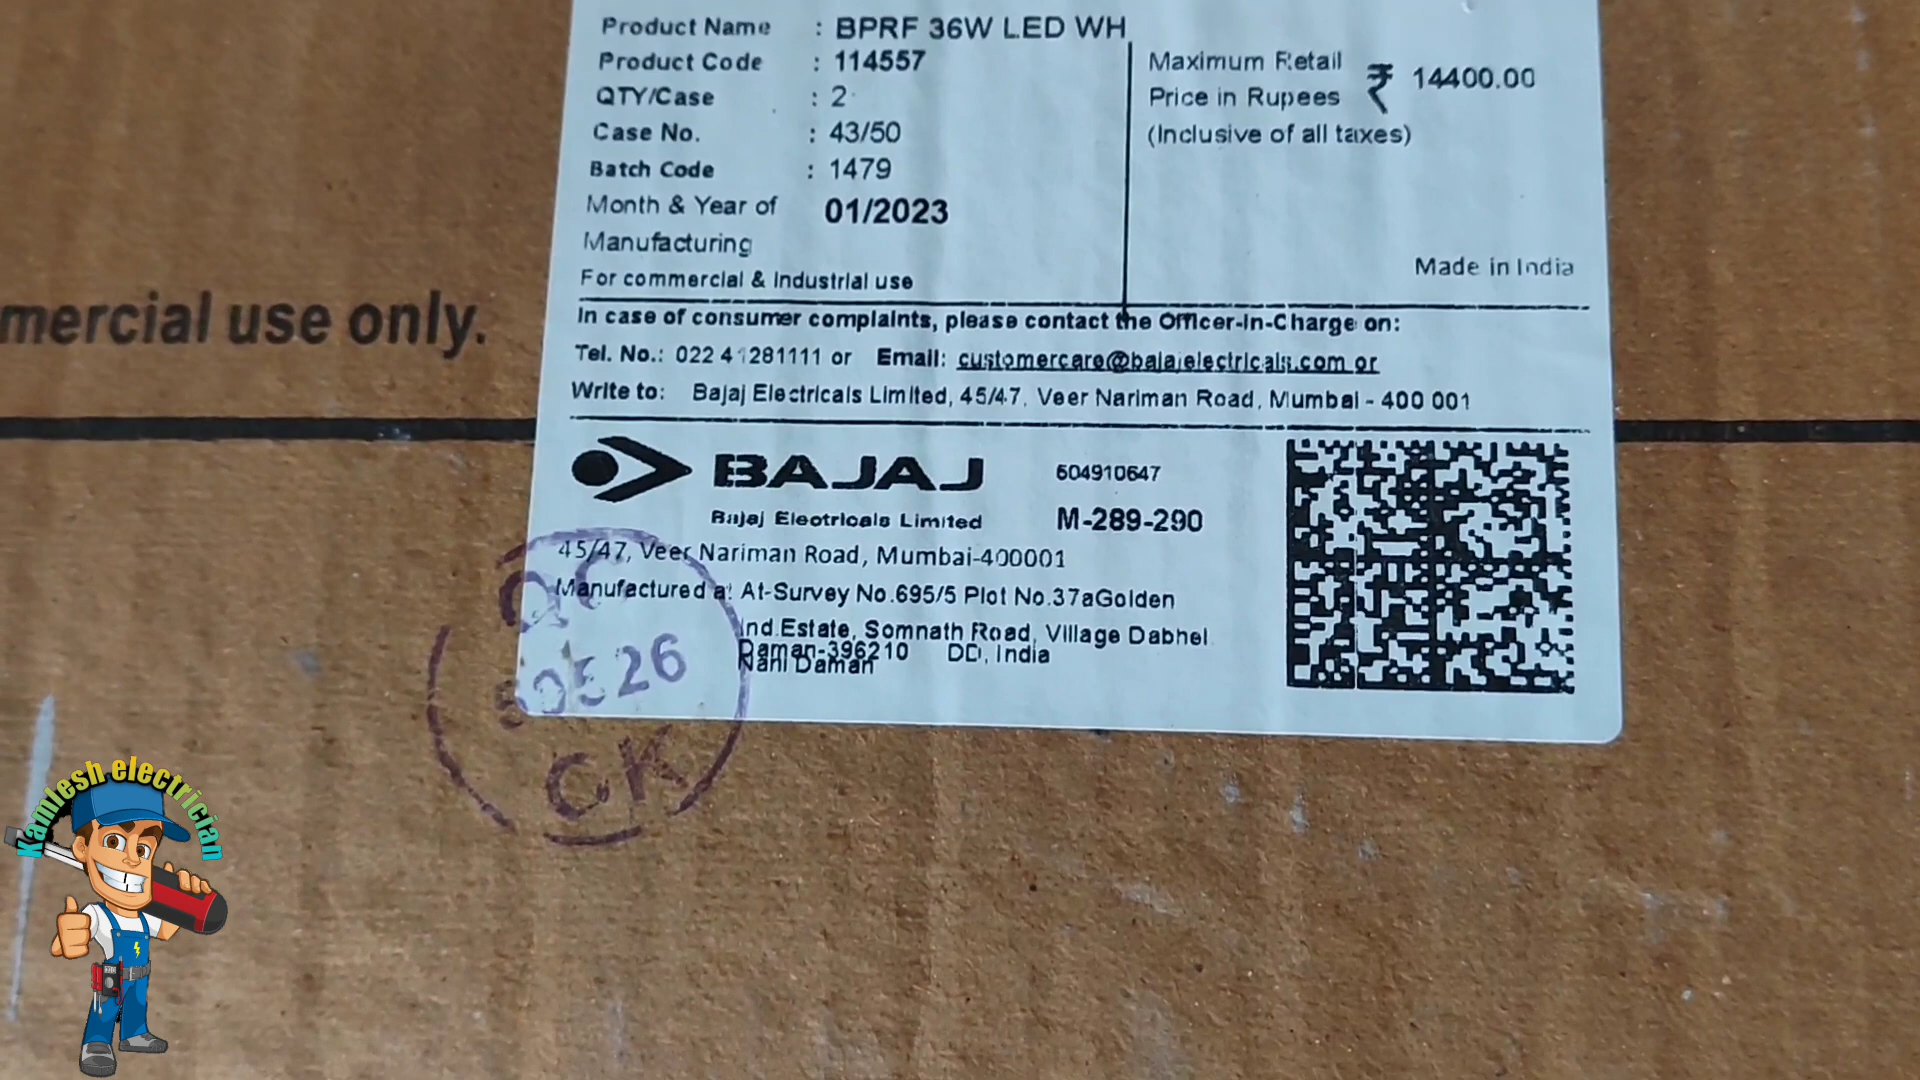 Product Name : BPRF 36W LED WH
Product Code : 114557
QTY/Case : 2
Case No. : 43/50
Batch Code : 1479
Month & Year of 01/2023
Manufacturing
For commercial & Industrial use
Maximum Retail
Price in Rupees ₹ 14400.00
(Inclusive of all taxes)
Made in India
mercial use only.
In case of consumer complaints, please contact the Officer-In-Charge on:
Tel. No.: 022 41281111 or Email: customercare@bajajelectricals.com or
Write to: Bajaj Electricals Limited, 45/47, Veer Nariman Road, Mumbai - 400 001
BAJAJ
Bajaj Electricals Limited
604910647
M-289-290
45/47, Veer Nariman Road, Mumbai-400001
Manufactured at At-Survey No.695/5 Plot No.37aGolden
Ind.Estate, Somnath Road, Village Dabhel
Daman-396210 DD, India
Nani Daman
QC
OK
Kamlesh electrician